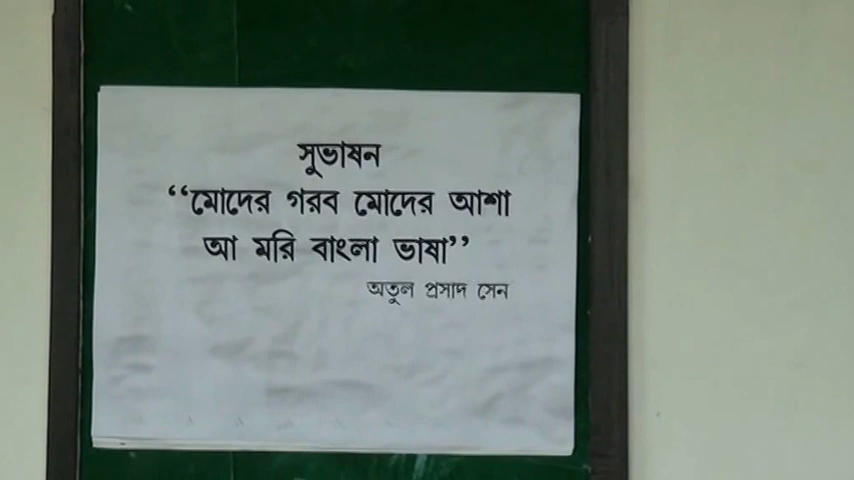 সুভাষন
“মোদের গরব মোদের আশা
আ মরি বাংলা ভাষা”
অতুল প্রসাদ সেন